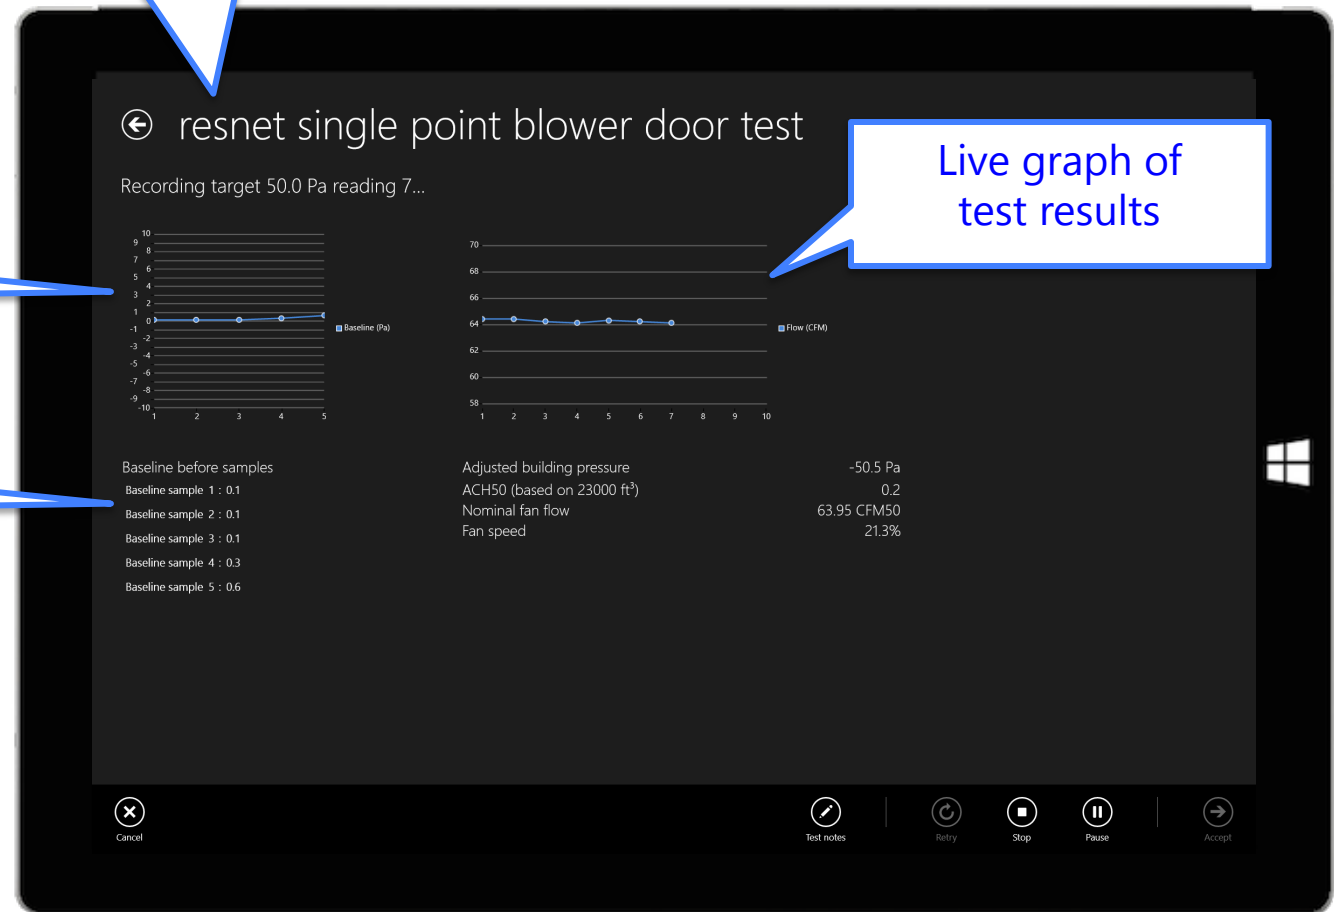 resnet single point blower door test
Recording target 50.0 Pa reading 7...
Live graph of
test results
10
9
8
7
6
5
4
3
2
1
0
-1
-2
-3
-4
-5
-6
-7
-8
-9
-10
1 2 3 4 5
Baseline (Pa)
70
68
66
64
62
60
58
1 2 3 4 5 6 7 8 9 10
Flow (CFM)
Baseline before samples
Baseline sample 1 : 0.1
Baseline sample 2 : 0.1
Baseline sample 3 : 0.1
Baseline sample 4 : 0.3
Baseline sample 5 : 0.6
Adjusted building pressure -50.5 Pa
ACH50 (based on 23000 ft³) 0.2
Nominal fan flow 63.95 CFM50
Fan speed 21.3%
Cancel Test notes Retry Stop Pause Accept